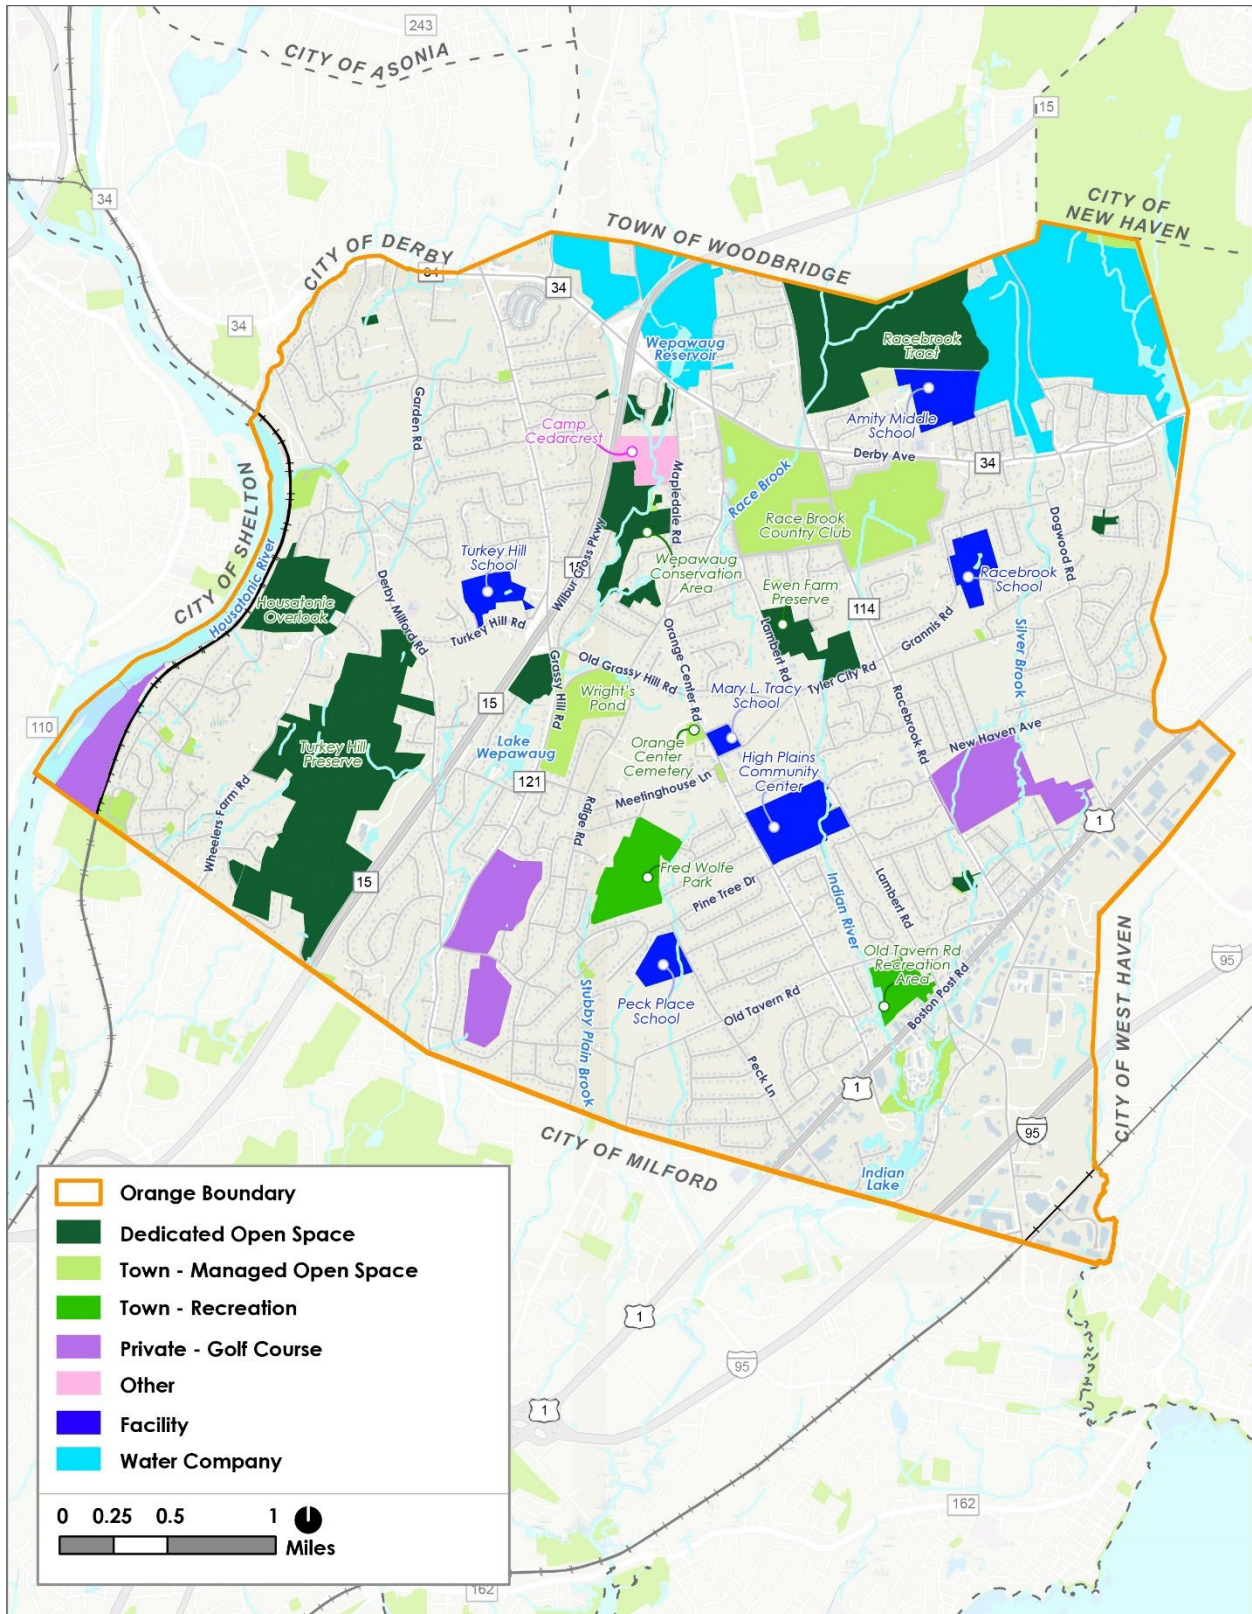 243
CITY OF ASONIA
15
34
CITY OF
NEW HAVEN
TOWN OF WOODBRIDGE
CITY OF DERBY
34
34
34
Wepawaug
Reservoir
Racebrook
Tract
Garden Rd
Amity Middle
School
Camp
Cedarcrest
Derby Ave
34
Mapledale Rd
Race Brook
CITY OF SHELTON
Housatonic River
Race Brook
Country Club
Dogwood Rd
Wilbur Cross Pkwy
15
Turkey Hill
School
Wepawaug
Conservation
Area
Racebrook
School
Ewen Farm
Preserve
Housatonic
Overlook
Derby Milford Rd
114
Turkey Hill Rd
Grannis Rd
Silver Brook
Orange Center Rd
Lambert Rd
Old Grassy Hill Rd
Tyler City Rd
Grassy Hill Rd
Wright's
Pond
Mary L. Tracy
School
Racebrook Rd
15
110
Turkey Hill
Preserve
Lake
Wepawaug
Orange
Center
Cemetery
New Haven Ave
High Plains
Community
Center
121
Meetinghouse Ln
Wheelers Farm Rd
Rdige Rd
1
Fred Wolfe
Park
15
Pine Tree Dr
Indian River
Lambert Rd
Old Tavern Rd
Recreation
Area
95
Boston Post Rd
Peck Place
School
Old Tavern Rd
Stubby Plain Brook
Peck Ln
1
CITY OF WEST HAVEN
95
CITY OF MILFORD
Indian
Lake
Orange Boundary
Dedicated Open Space
Town - Managed Open Space
Town - Recreation
Private - Golf Course
Other
Facility
Water Company
0 0.25 0.5 1
Miles
1
95
1
162
162